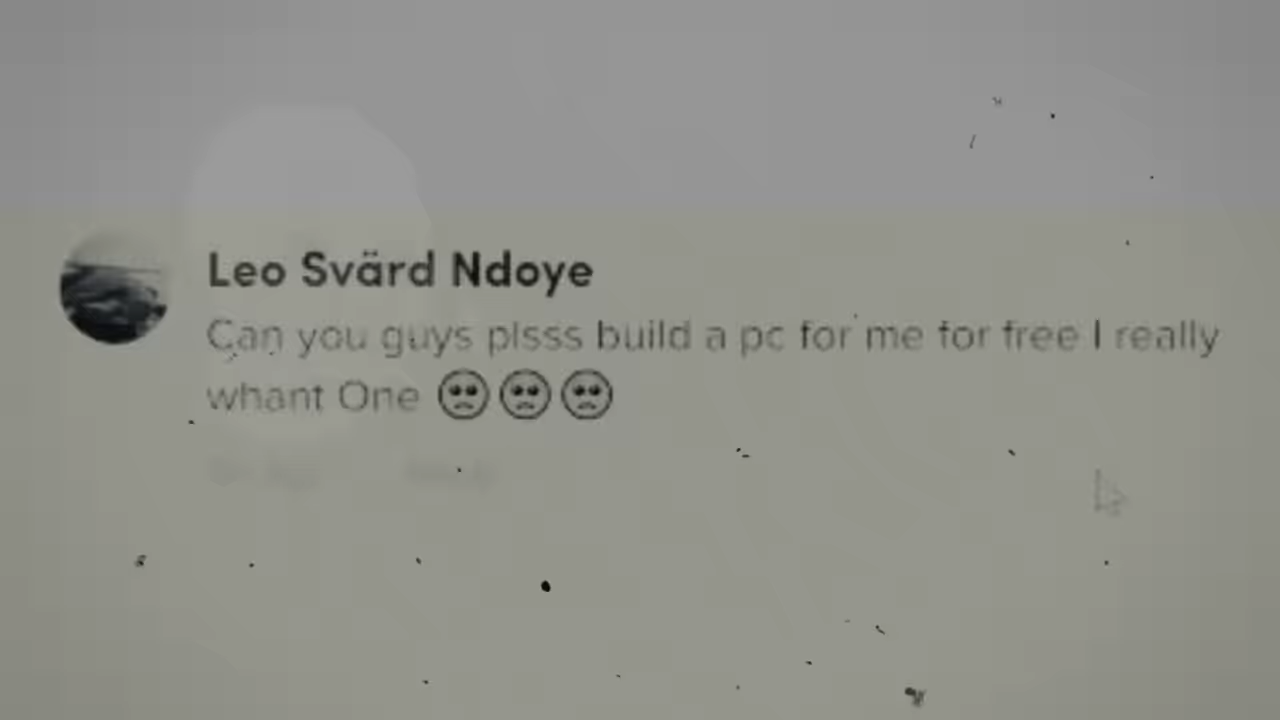 Leo Svärd Ndoye
Can you guys plsss build a pc for me for free I really
whant One 🥺🥺🥺